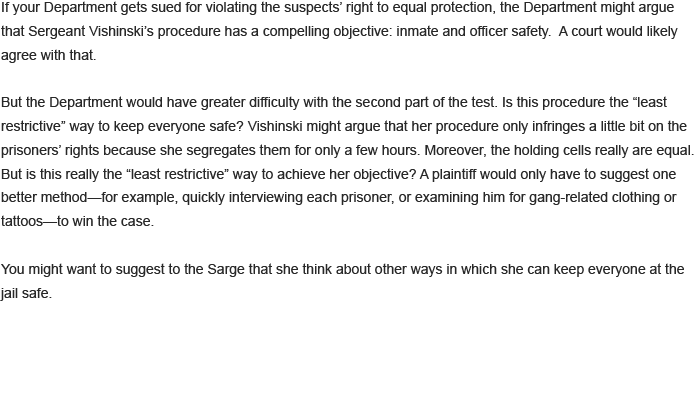 If your Department gets sued for violating the suspects’ right to equal protection, the Department might argue
that Sergeant Vishinski’s procedure has a compelling objective: inmate and officer safety.  A court would likely
agree with that.
But the Department would have greater difficulty with the second part of the test. Is this procedure the “least
restrictive” way to keep everyone safe? Vishinski might argue that her procedure only infringes a little bit on the
prisoners’ rights because she segregates them for only a few hours. Moreover, the holding cells really are equal.
But is this really the “least restrictive” way to achieve her objective? A plaintiff would only have to suggest one
better method—for example, quickly interviewing each prisoner, or examining him for gang-related clothing or
tattoos—to win the case.
You might want to suggest to the Sarge that she think about other ways in which she can keep everyone at the
jail safe.